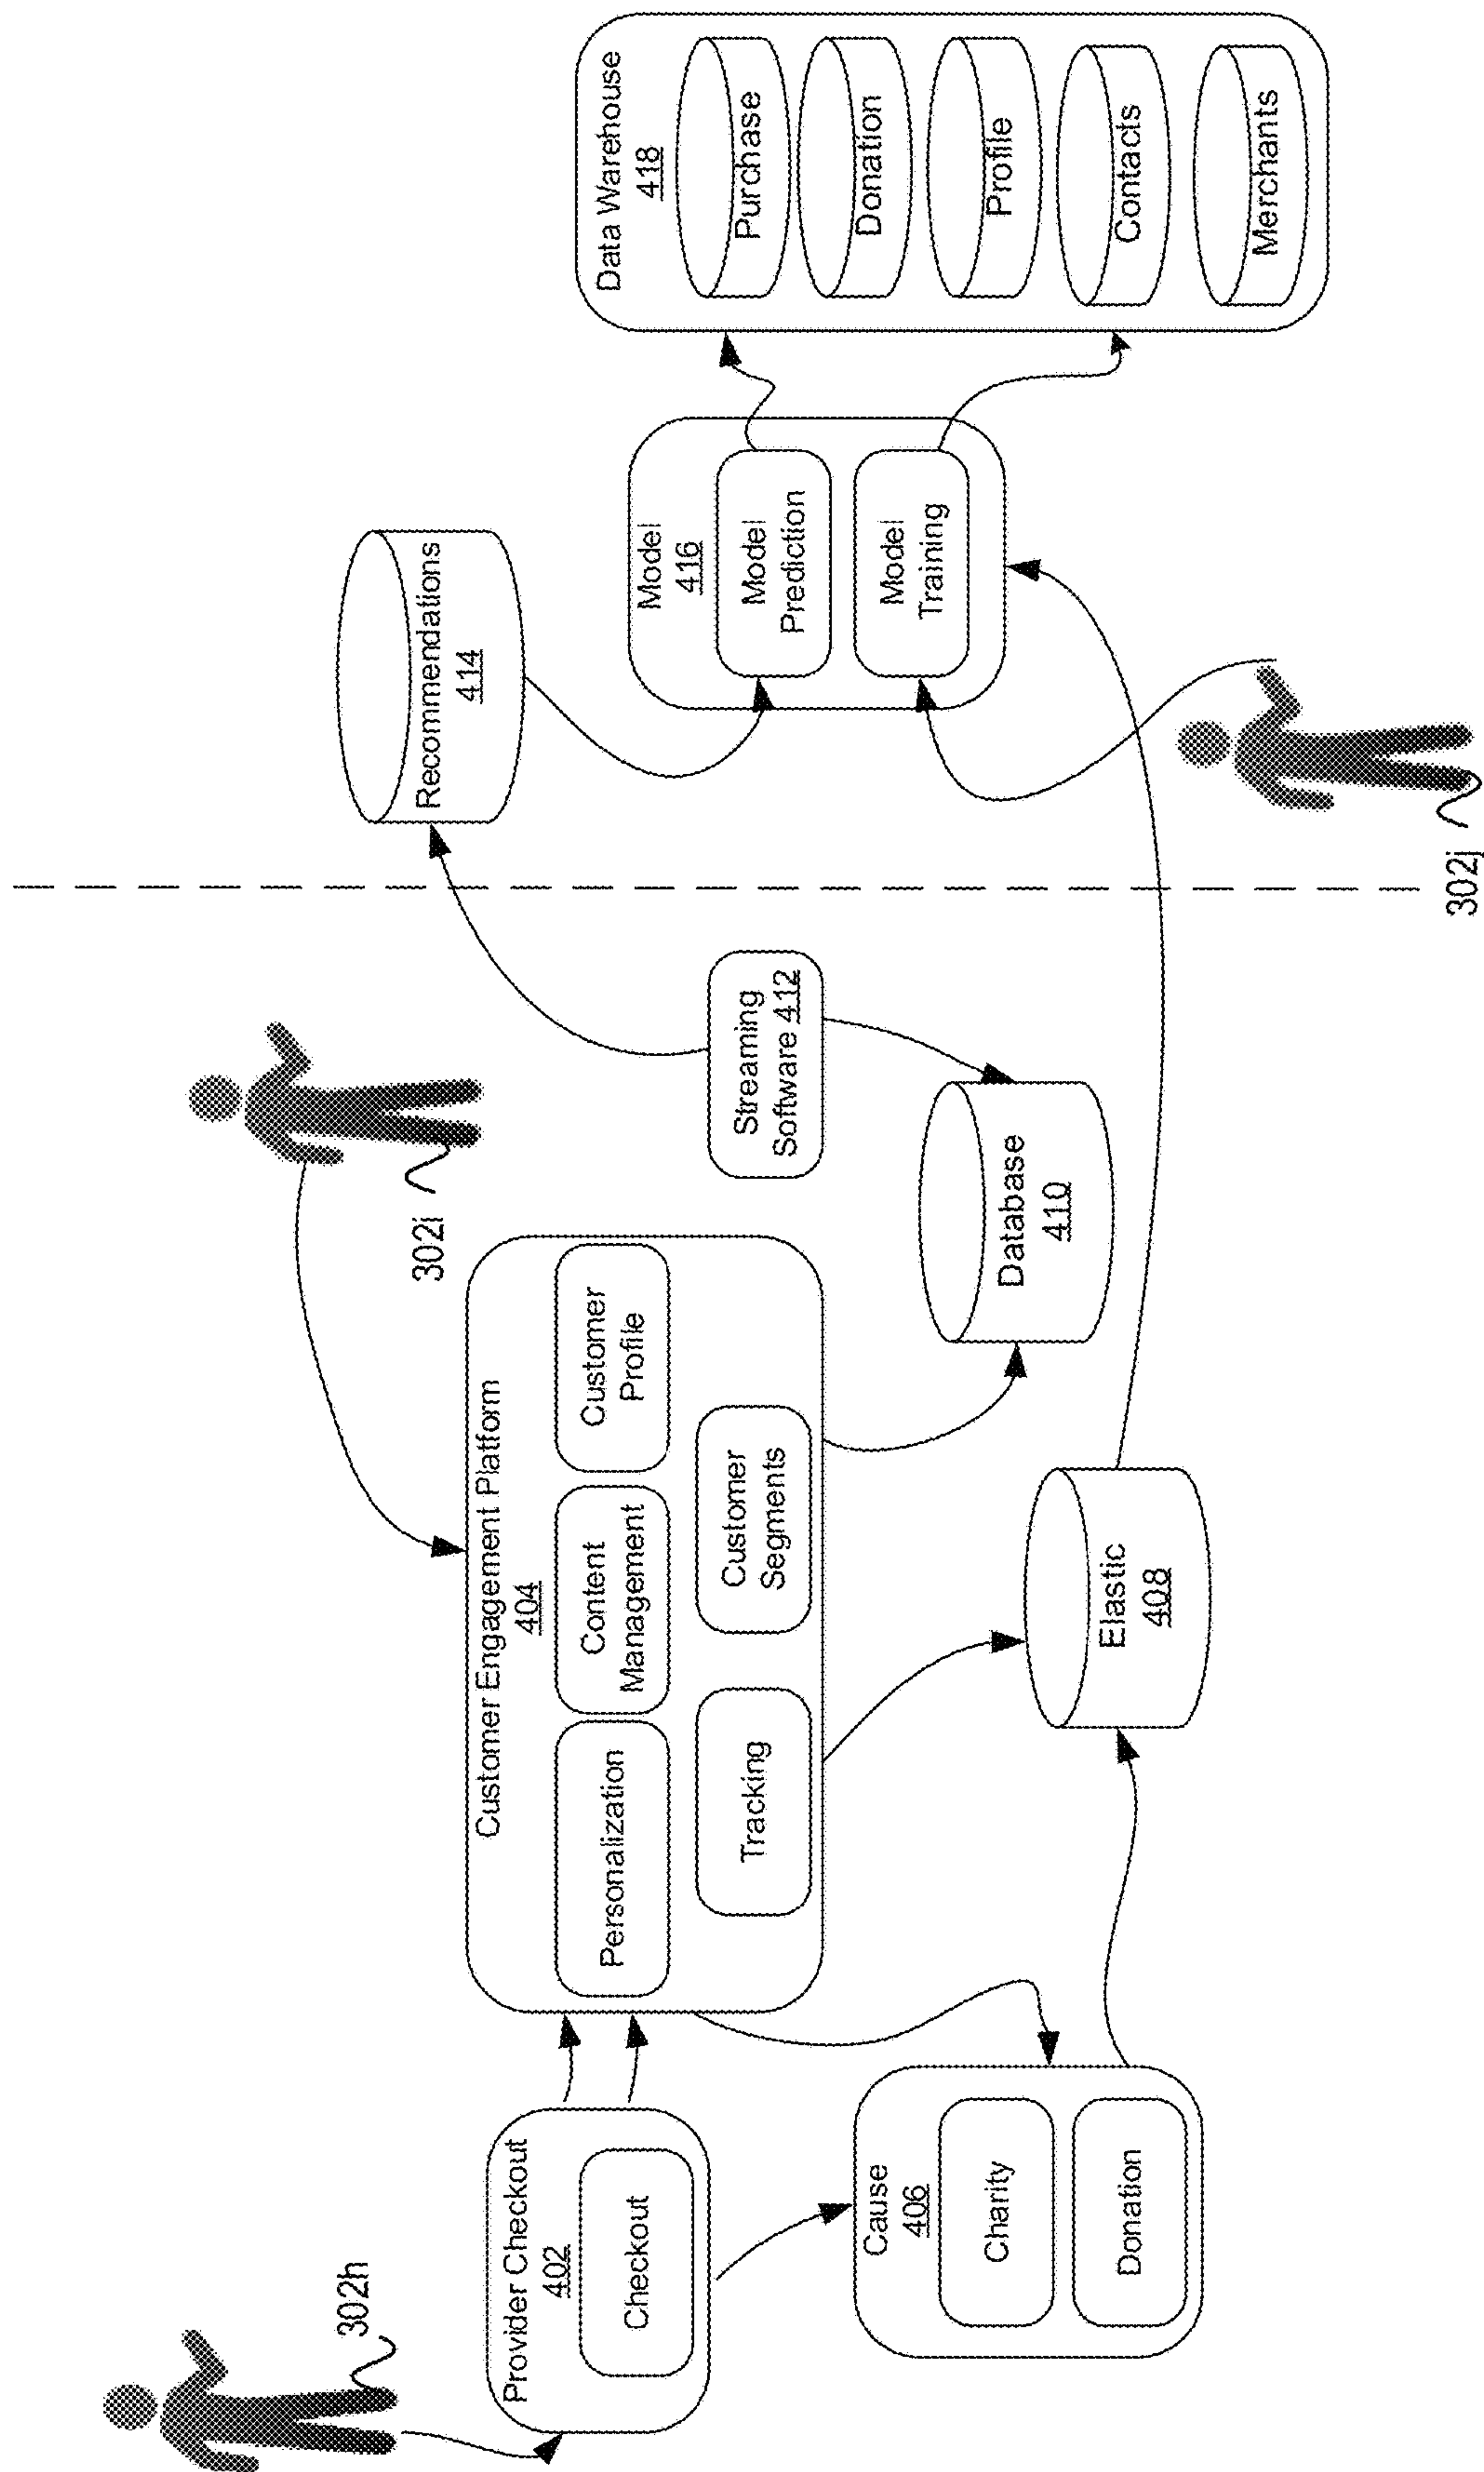 302h
Provider Checkout
402
Checkout
Cause
406
Charity
Donation
Customer Engagement Platform
404
Personalization
Content
Management
Customer
Profile
Tracking
Customer
Segments
302i
Elastic
408
Database
410
Streaming
Software 412
Recommendations
414
Model
416
Model
Prediction
Model
Training
302j
Data Warehouse
418
Purchase
Donation
Profile
Contacts
Merchants